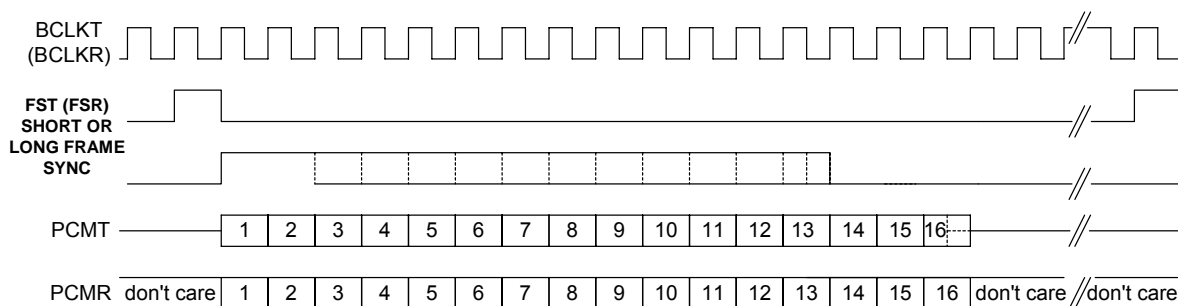 BCLKT
(BCLKR)
FST (FSR)
SHORT OR
LONG FRAME
SYNC
PCMT 1 2 3 4 5 6 7 8 9 10 11 12 13 14 15 16
PCMR don't care 1 2 3 4 5 6 7 8 9 10 11 12 13 14 15 16 don't care don't care